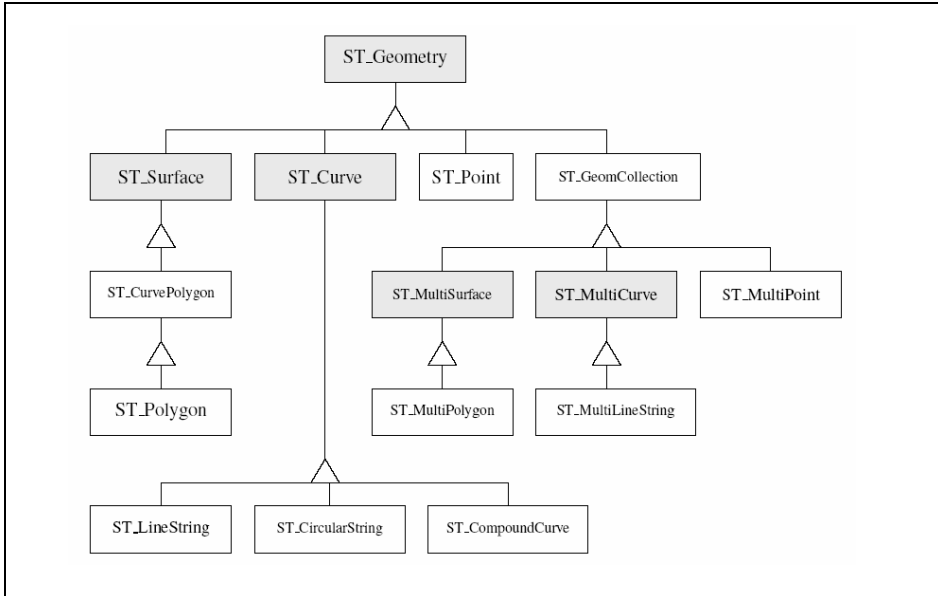 ST_Geometry
ST_Surface
ST_Curve
ST_Point
ST_GeomCollection
ST_CurvePolygon
ST_MultiSurface
ST_MultiCurve
ST_MultiPoint
ST_Polygon
ST_MultiPolygon
ST_MultiLineString
ST_LineString
ST_CircularString
ST_CompoundCurve